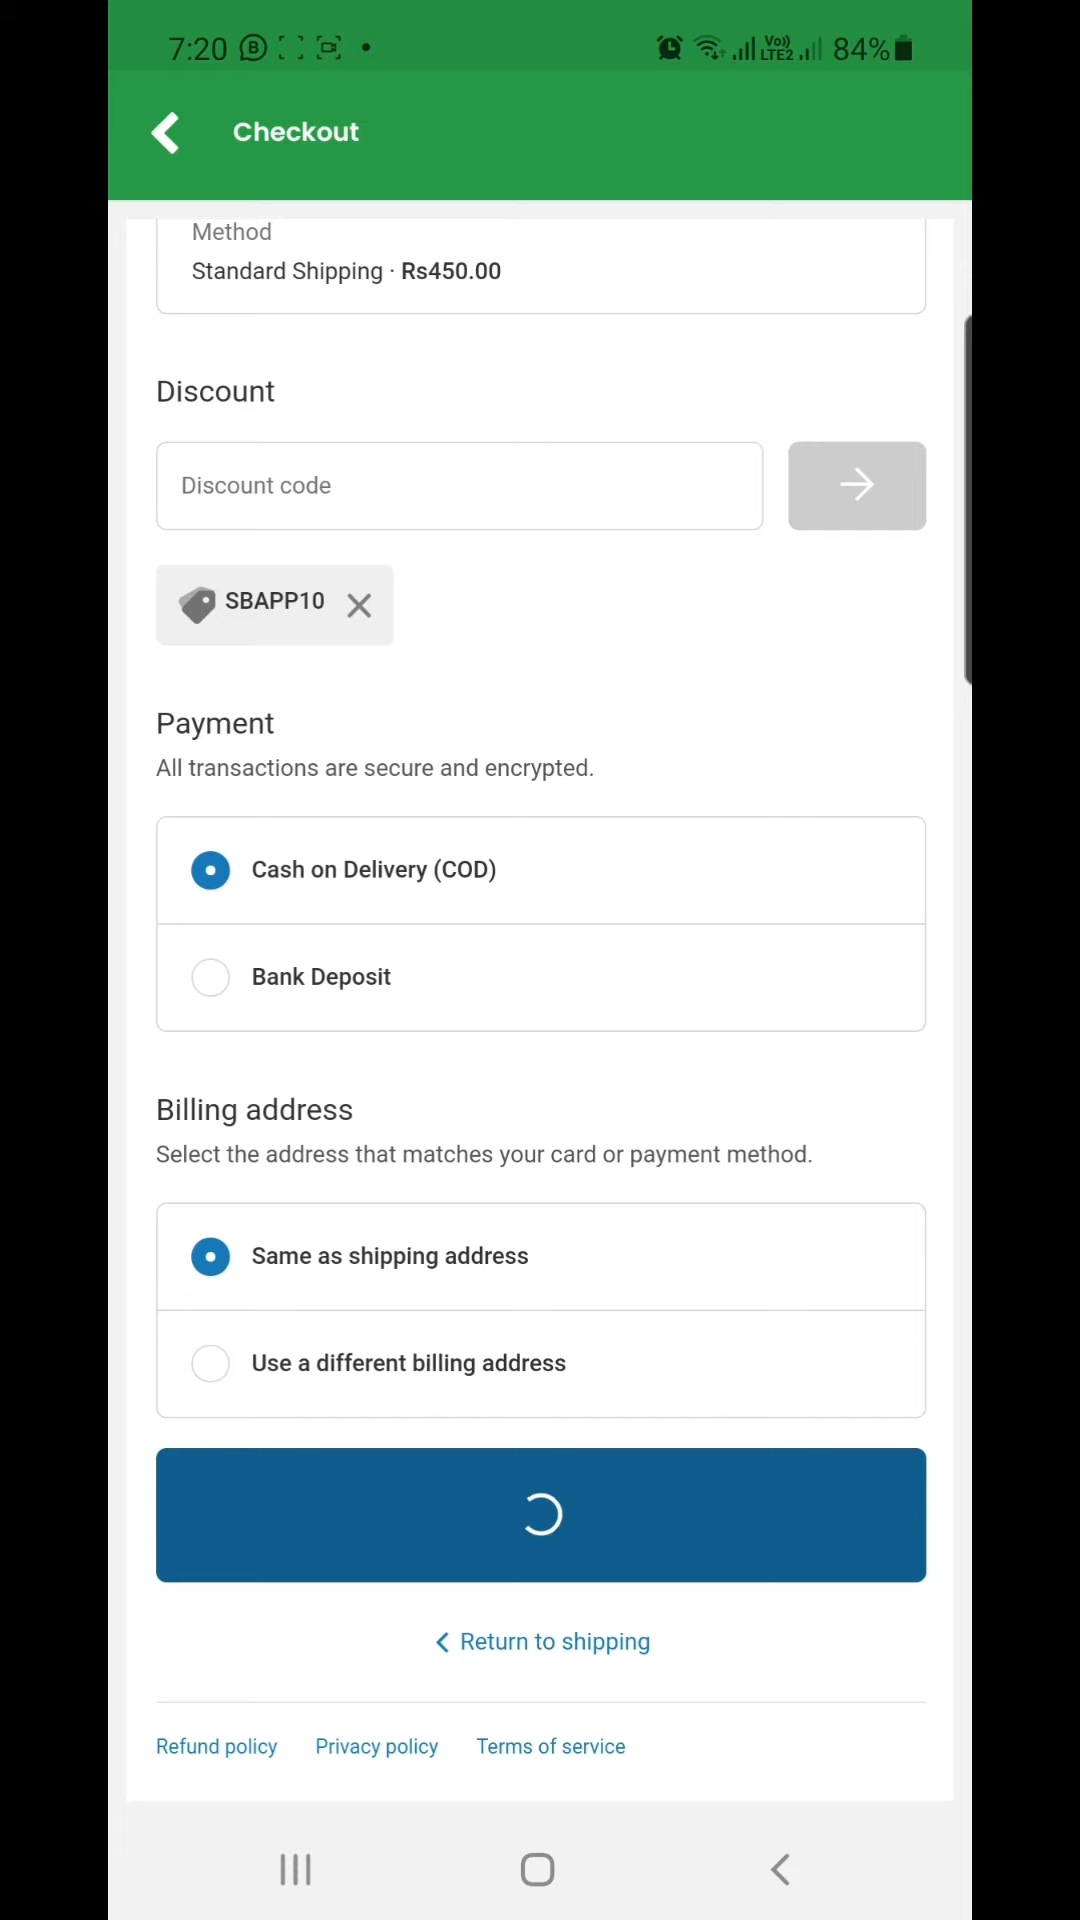 7:20
Vo))
LTE2
84%
Checkout
Method
Standard Shipping · Rs450.00
Discount
Discount code
SBAPP10
Payment
All transactions are secure and encrypted.
Cash on Delivery (COD)
Bank Deposit
Billing address
Select the address that matches your card or payment method.
Same as shipping address
Use a different billing address
Return to shipping
Refund policy Privacy policy Terms of service